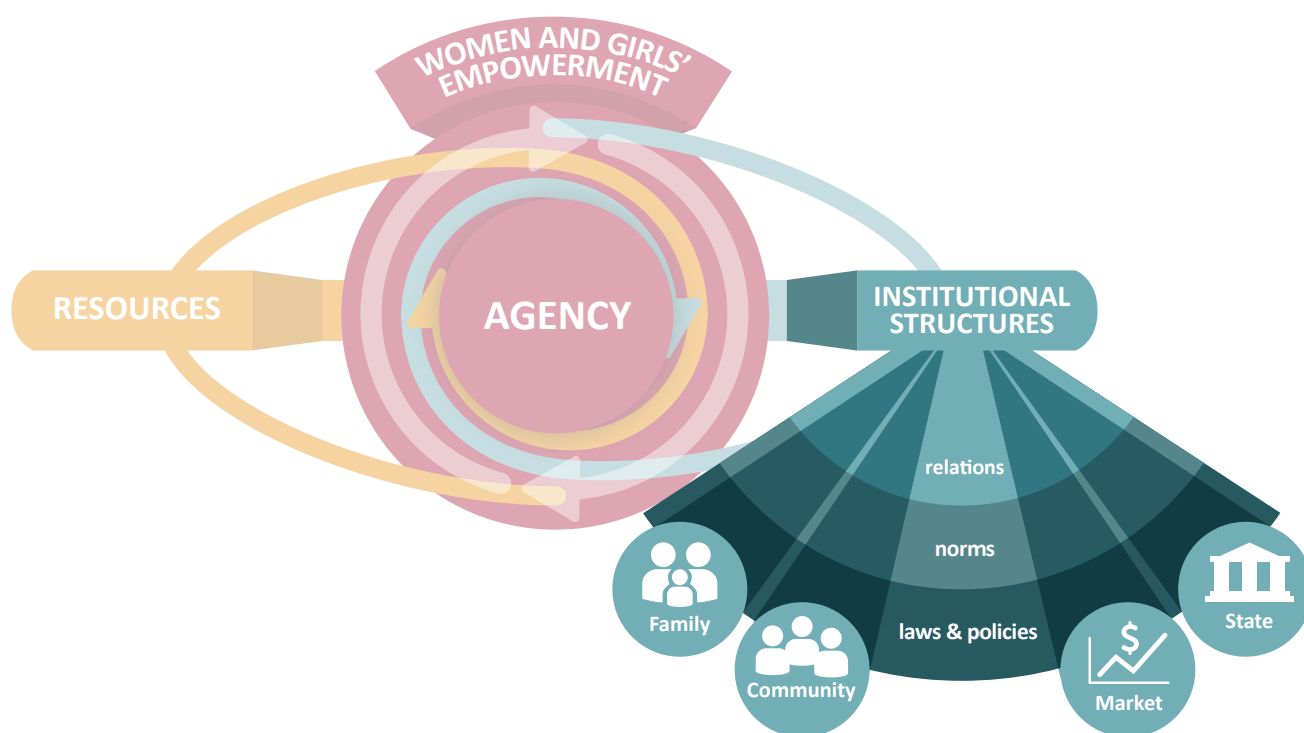 WOMEN AND GIRLS’
EMPOWERMENT
RESOURCES
AGENCY
INSTITUTIONAL
STRUCTURES
relations
norms
laws & policies
Family
Community
$
Market
State